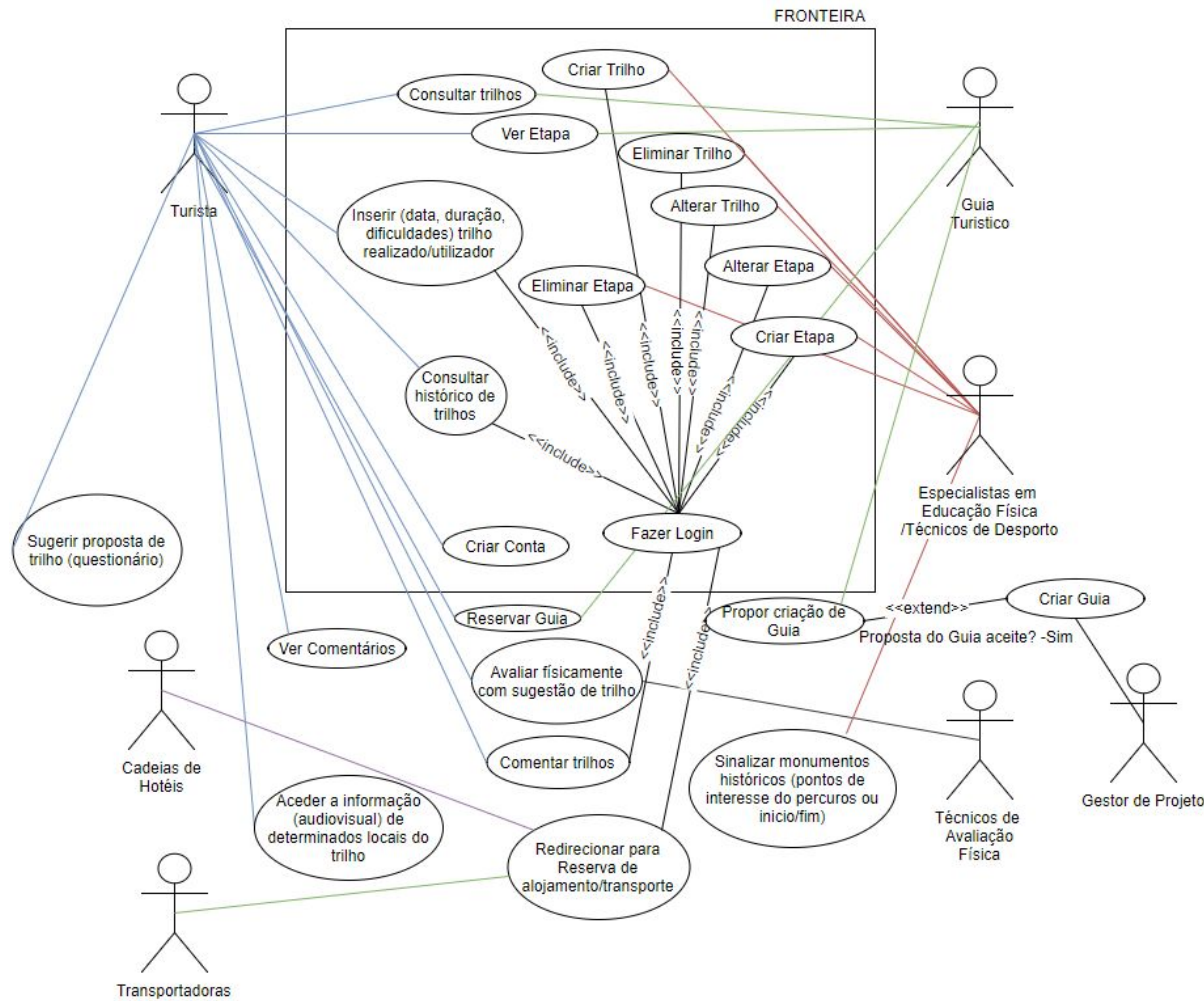 FRONTEIRA
Criar Trilho
Consultar trilhos
Ver Etapa
Eliminar Trilho
Turista
Alterar Trilho
Guia
Turistico
Inserir (data, duração,
dificuldades) trilho
realizado/utilizador
Alterar Etapa
Eliminar Etapa
Criar Etapa
<<include>>
<<include>>
<<include>>
<<include>>
<<include>>
<<include>>
<<include>>
Consultar
histórico de
trilhos
<<include>>
Especialistas em
Educação Física
/Técnicos de Desporto
Sugerir proposta de
trilho (questionário)
Criar Conta
Fazer Login
Reservar Guia
<<include>>
<<include>>
Propor criação de
Guia
<<extend>>
Criar Guia
Proposta do Guia aceite? -Sim
Ver Comentários
Avaliar físicamente
com sugestão de trilho
Cadeias de
Hotéis
Comentar trilhos
Sinalizar monumentos
históricos (pontos de
interesse do percuros ou
inicio/fim)
Técnicos de
Avaliação
Física
Gestor de Projeto
Aceder a informação
(audiovisual) de
determinados locais do
trilho
Redirecionar para
Reserva de
alojamento/transporte
Transportadoras